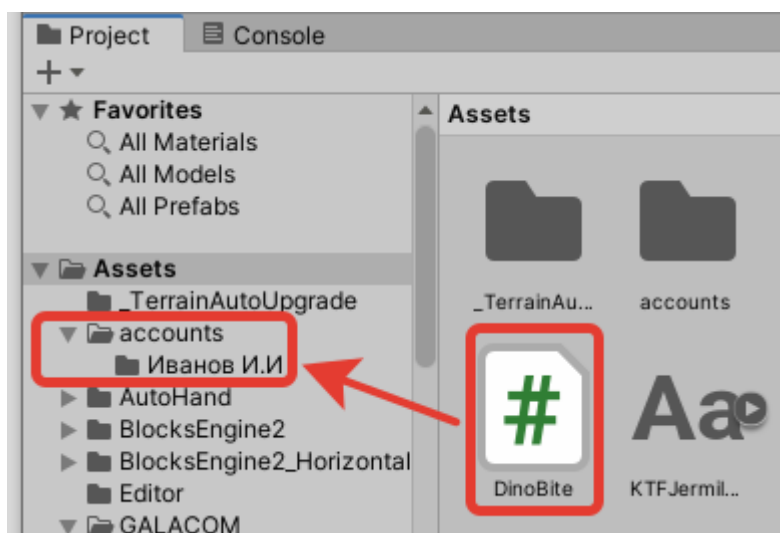 Project
Console
Favorites
All Materials
All Models
All Prefabs
Assets
_TerrainAutoUpgrade
accounts
Иванов И.И
AutoHand
BlocksEngine2
BlocksEngine2_Horizontal
Editor
GALACOM
Assets
_TerrainAu...
accounts
#
DinoBite
Aa
KTFJermil...